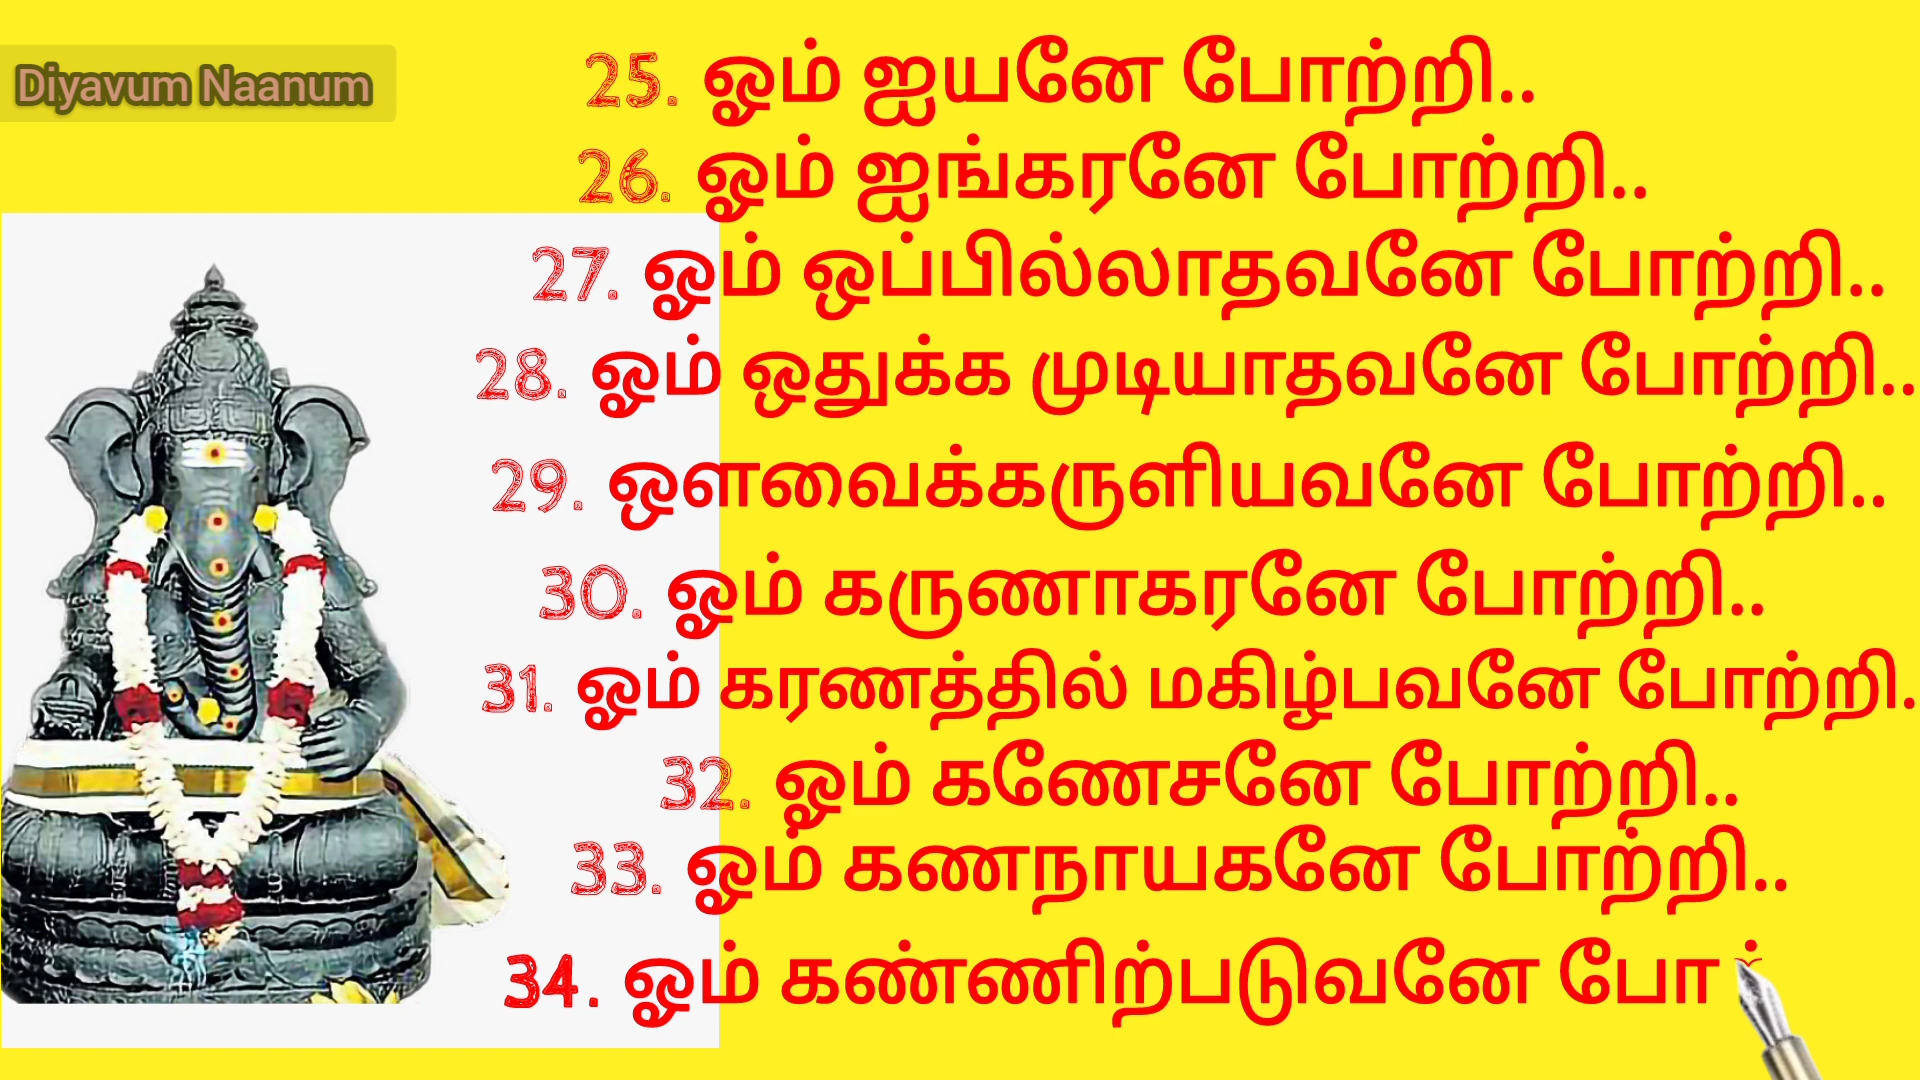 Diyavum Naanum
25. ஓம் ஐயனே போற்றி..
26. ஓம் ஐங்கரனே போற்றி..
27. ஓம் ஒப்பில்லாதவனே போற்றி..
28. ஓம் ஒதுக்க முடியாதவனே போற்றி..
29. ஒளவைக்கருளியவனே போற்றி..
30. ஓம் கருணாகரனே போற்றி..
31. ஓம் கரணத்தில் மகிழ்பவனே போற்றி.
32. ஓம் கணேசனே போற்றி..
33. ஓம் கணநாயகனே போற்றி..
34. ஓம் கண்ணிற்படுவனே போ